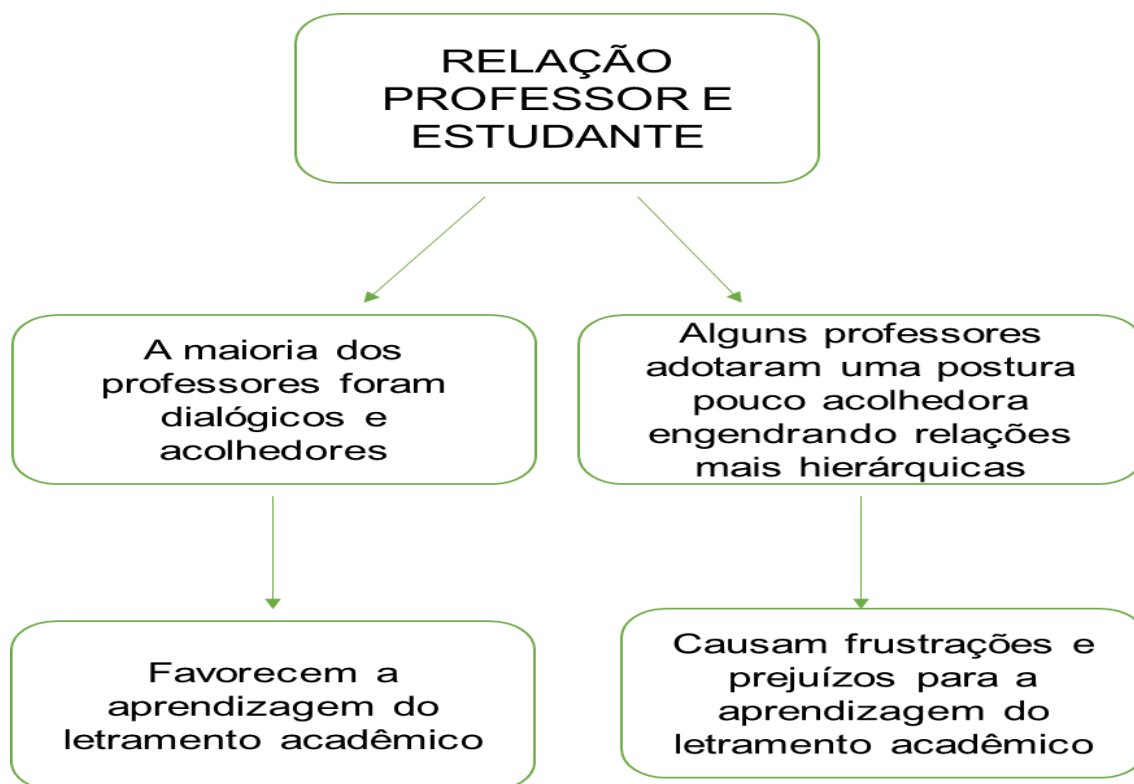 RELAÇÃO
PROFESSOR E
ESTUDANTE
A maioria dos
professores foram
dialógicos e
acolhedores
Alguns professores
adotaram uma postura
pouco acolhedora
engendrando relações
mais hierárquicas
Favorecem a
aprendizagem do
letramento acadêmico
Causam frustrações e
prejuízos para a
aprendizagem do
letramento acadêmico